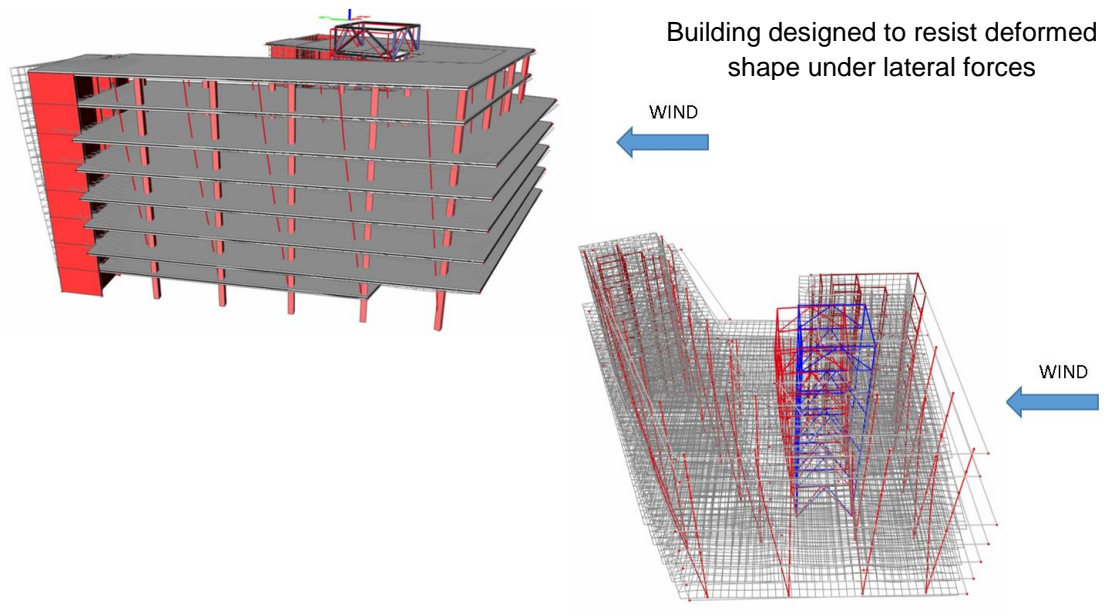 Building designed to resist deformed
shape under lateral forces
WIND
WIND